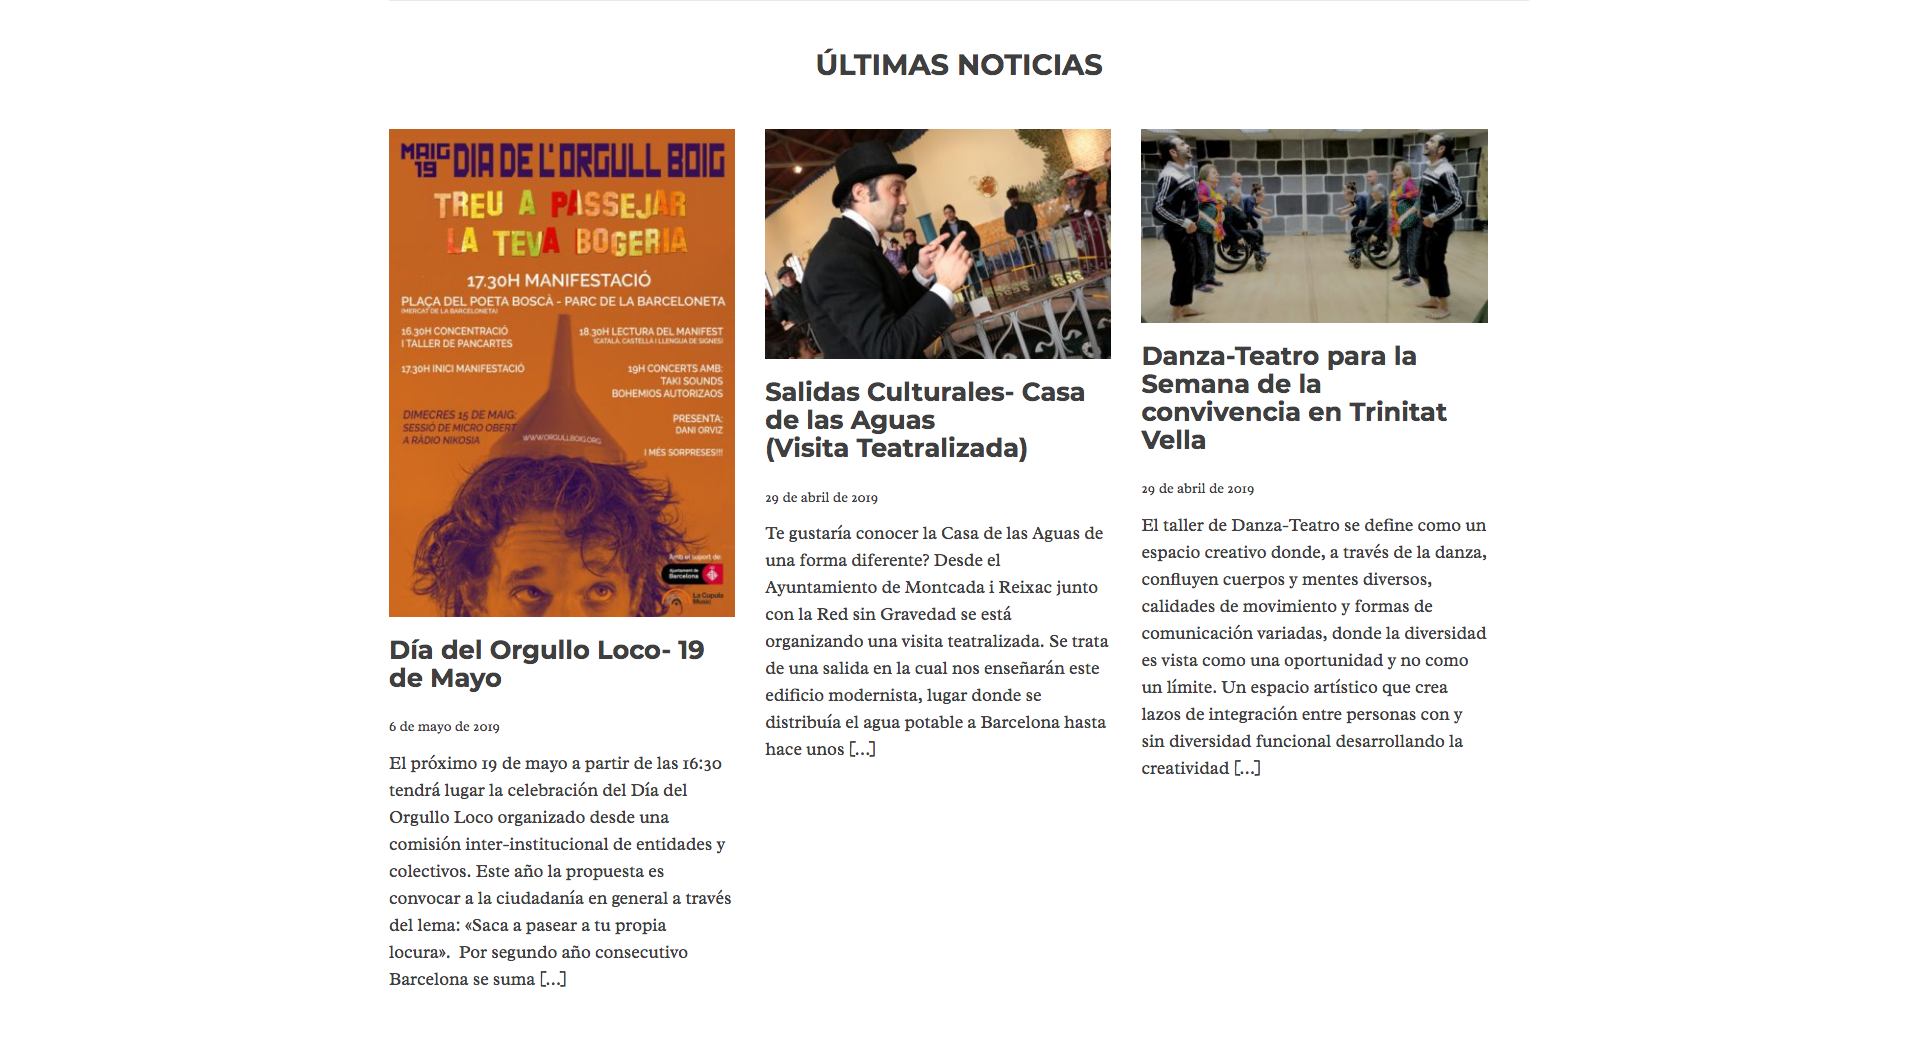 ÚLTIMAS NOTICIAS
MAIG 19 DIA DE L'ORGULL BOIG
TREU A PASSEJAR
LA TEVA BOGERIA
17.30H MANIFESTACIÓ
PLAÇA DEL POETA BOSCÀ - PARC DE LA BARCELONETA
(MERCAT DE LA BARCELONETA)
16.30H CONCENTRACIÓ
I TALLER DE PANCARTES
17.30H INICI MANIFESTACIÓ
18.30H LECTURA DEL MANIFEST
(CATALÀ, CASTELLÀ I LLENGUA DE SIGNES)
19H CONCERTS AMB:
TAKI SOUNDS
BOHEMIOS AUTORIZAOS
DIMECRES 15 DE MAIG:
SESSIÓ DE MICRO OBERT
A RÀDIO NIKOSIA
PRESENTA:
DANI ORVIZ
WWW.ORGULLBOIG.ORG
I MÉS SORPRESES!!!
Amb el suport de:
Ajuntament de
Barcelona
La Cupula
Music
Día del Orgullo Loco- 19
de Mayo
6 de mayo de 2019
El próximo 19 de mayo a partir de las 16:30
tendrá lugar la celebración del Día del
Orgullo Loco organizado desde una
comisión inter-institucional de entidades y
colectivos. Este año la propuesta es
convocar a la ciudadanía en general a través
del lema: «Saca a pasear a tu propia
locura».  Por segundo año consecutivo
Barcelona se suma […]
Salidas Culturales- Casa
de las Aguas
(Visita Teatralizada)
29 de abril de 2019
Te gustaría conocer la Casa de las Aguas de
una forma diferente? Desde el
Ayuntamiento de Montcada i Reixac junto
con la Red sin Gravedad se está
organizando una visita teatralizada. Se trata
de una salida en la cual nos enseñarán este
edificio modernista, lugar donde se
distribuía el agua potable a Barcelona hasta
hace unos […]
Danza-Teatro para la
Semana de la
convivencia en Trinitat
Vella
29 de abril de 2019
El taller de Danza-Teatro se define como un
espacio creativo donde, a través de la danza,
confluyen cuerpos y mentes diversos,
calidades de movimiento y formas de
comunicación variadas, donde la diversidad
es vista como una oportunidad y no como
un límite. Un espacio artístico que crea
lazos de integración entre personas con y
sin diversidad funcional desarrollando la
creatividad […]